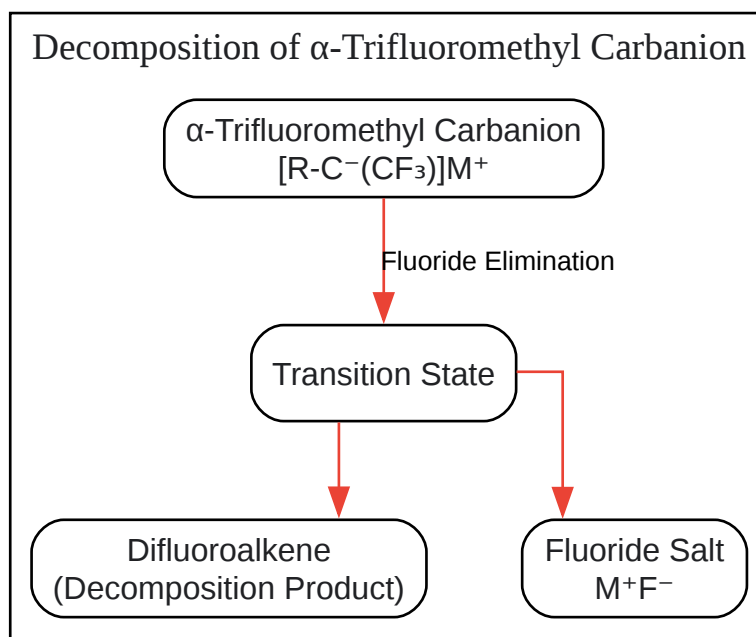 Decomposition of α-Trifluoromethyl Carbanion
α-Trifluoromethyl Carbanion
[R-C⁻(CF₃)]M⁺
Fluoride Elimination
Transition State
Difluoroalkene
(Decomposition Product)
Fluoride Salt
M⁺F⁻